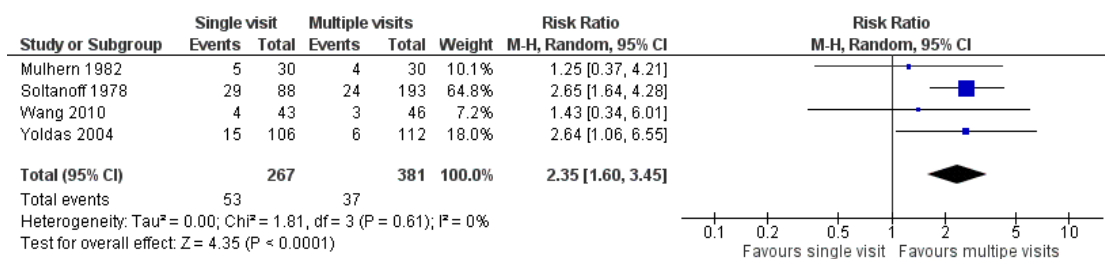 Single visit Multiple visits Risk Ratio Risk Ratio
Study or Subgroup Events Total Events Total Weight M-H, Random, 95% CI M-H, Random, 95% CI
Mulhern 1982 5 30 4 30 10.1% 1.25 [0.37, 4.21]
Soltanoff 1978 29 88 24 193 64.8% 2.65 [1.64, 4.28]
Wang 2010 4 43 3 46 7.2% 1.43 [0.34, 6.01]
Yoldas 2004 15 106 6 112 18.0% 2.64 [1.06, 6.55]
Total (95% CI) 267 381 100.0% 2.35 [1.60, 3.45]
Total events 53 37
Heterogeneity: Tau² = 0.00; Chi² = 1.81, df = 3 (P = 0.61); I² = 0%
Test for overall effect: Z = 4.35 (P < 0.0001)
0.1 0.2 0.5 1 2 5 10
Favours single visit Favours multipe visits